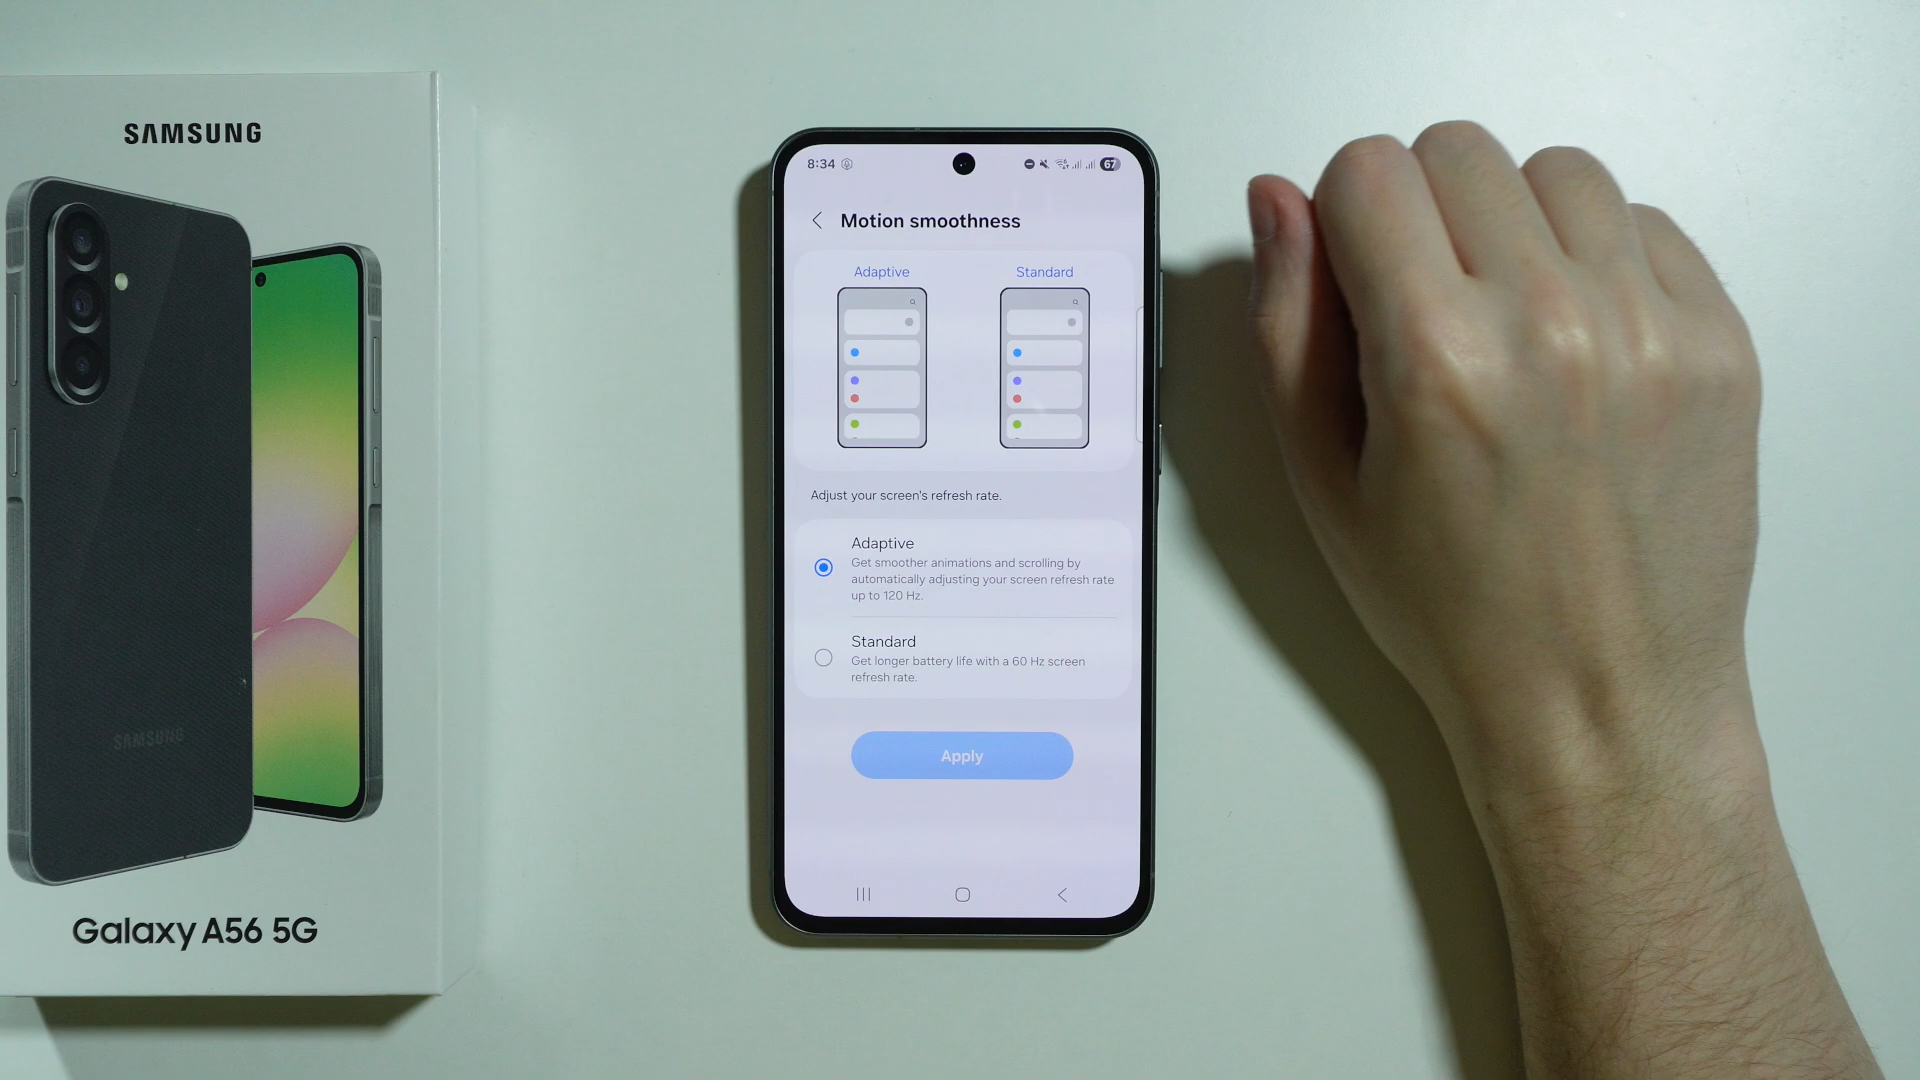 SAMSUNG
SAMSUNG
Galaxy A56 5G
8:34
67
Motion smoothness
Adaptive
Standard
Adjust your screen's refresh rate.
Adaptive
Get smoother animations and scrolling by
automatically adjusting your screen refresh rate
up to 120 Hz.
Standard
Get longer battery life with a 60 Hz screen
refresh rate.
Apply